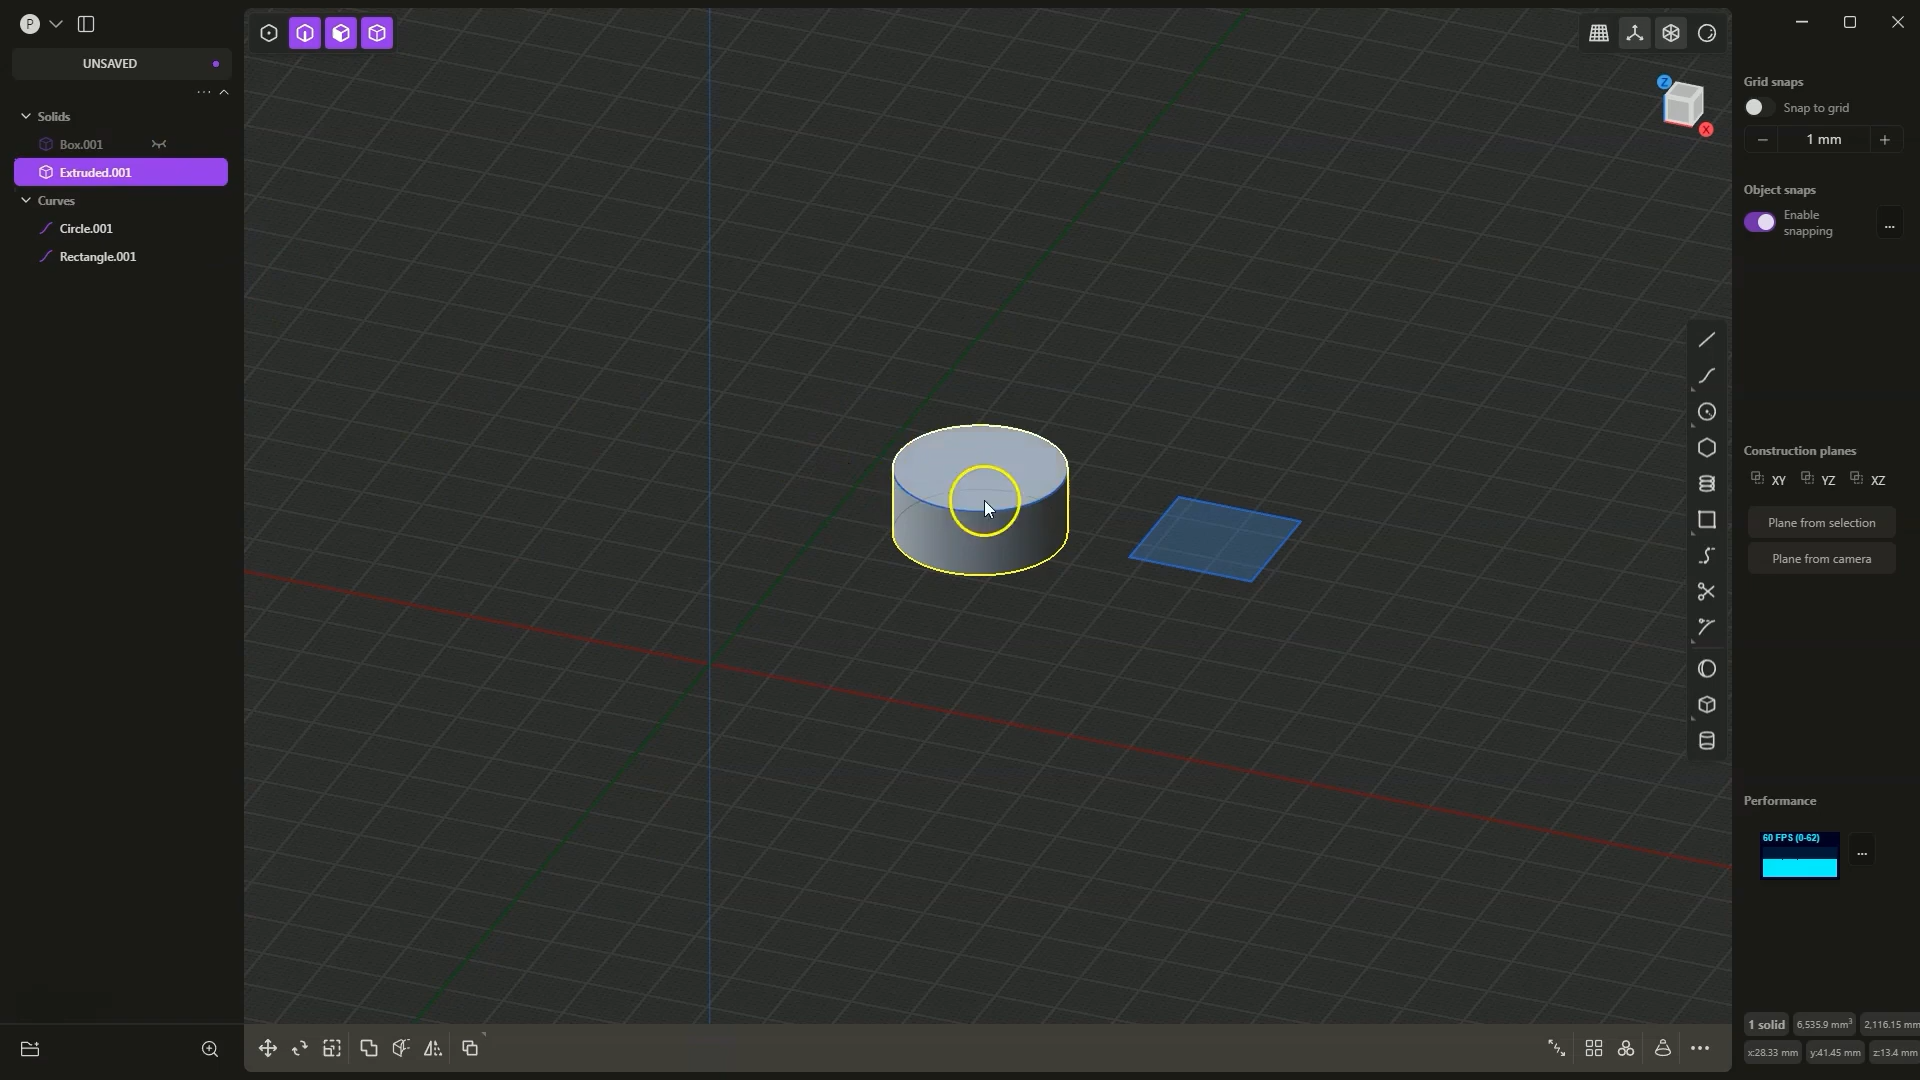 P
UNSAVED
...
Solids
Box.001
Extruded.001
Curves
Circle.001
Rectangle.001
Z
X
Grid snaps
Snap to grid
1 mm
Object snaps
Enable
snapping
...
Construction planes
XY YZ XZ
Plane from selection
Plane from camera
Performance
60 FPS (0-62)
...
1 solid 6,535.9 mm³ 2,116.15 mm
x:28.33 mm y:41.45 mm z:13.4 mm